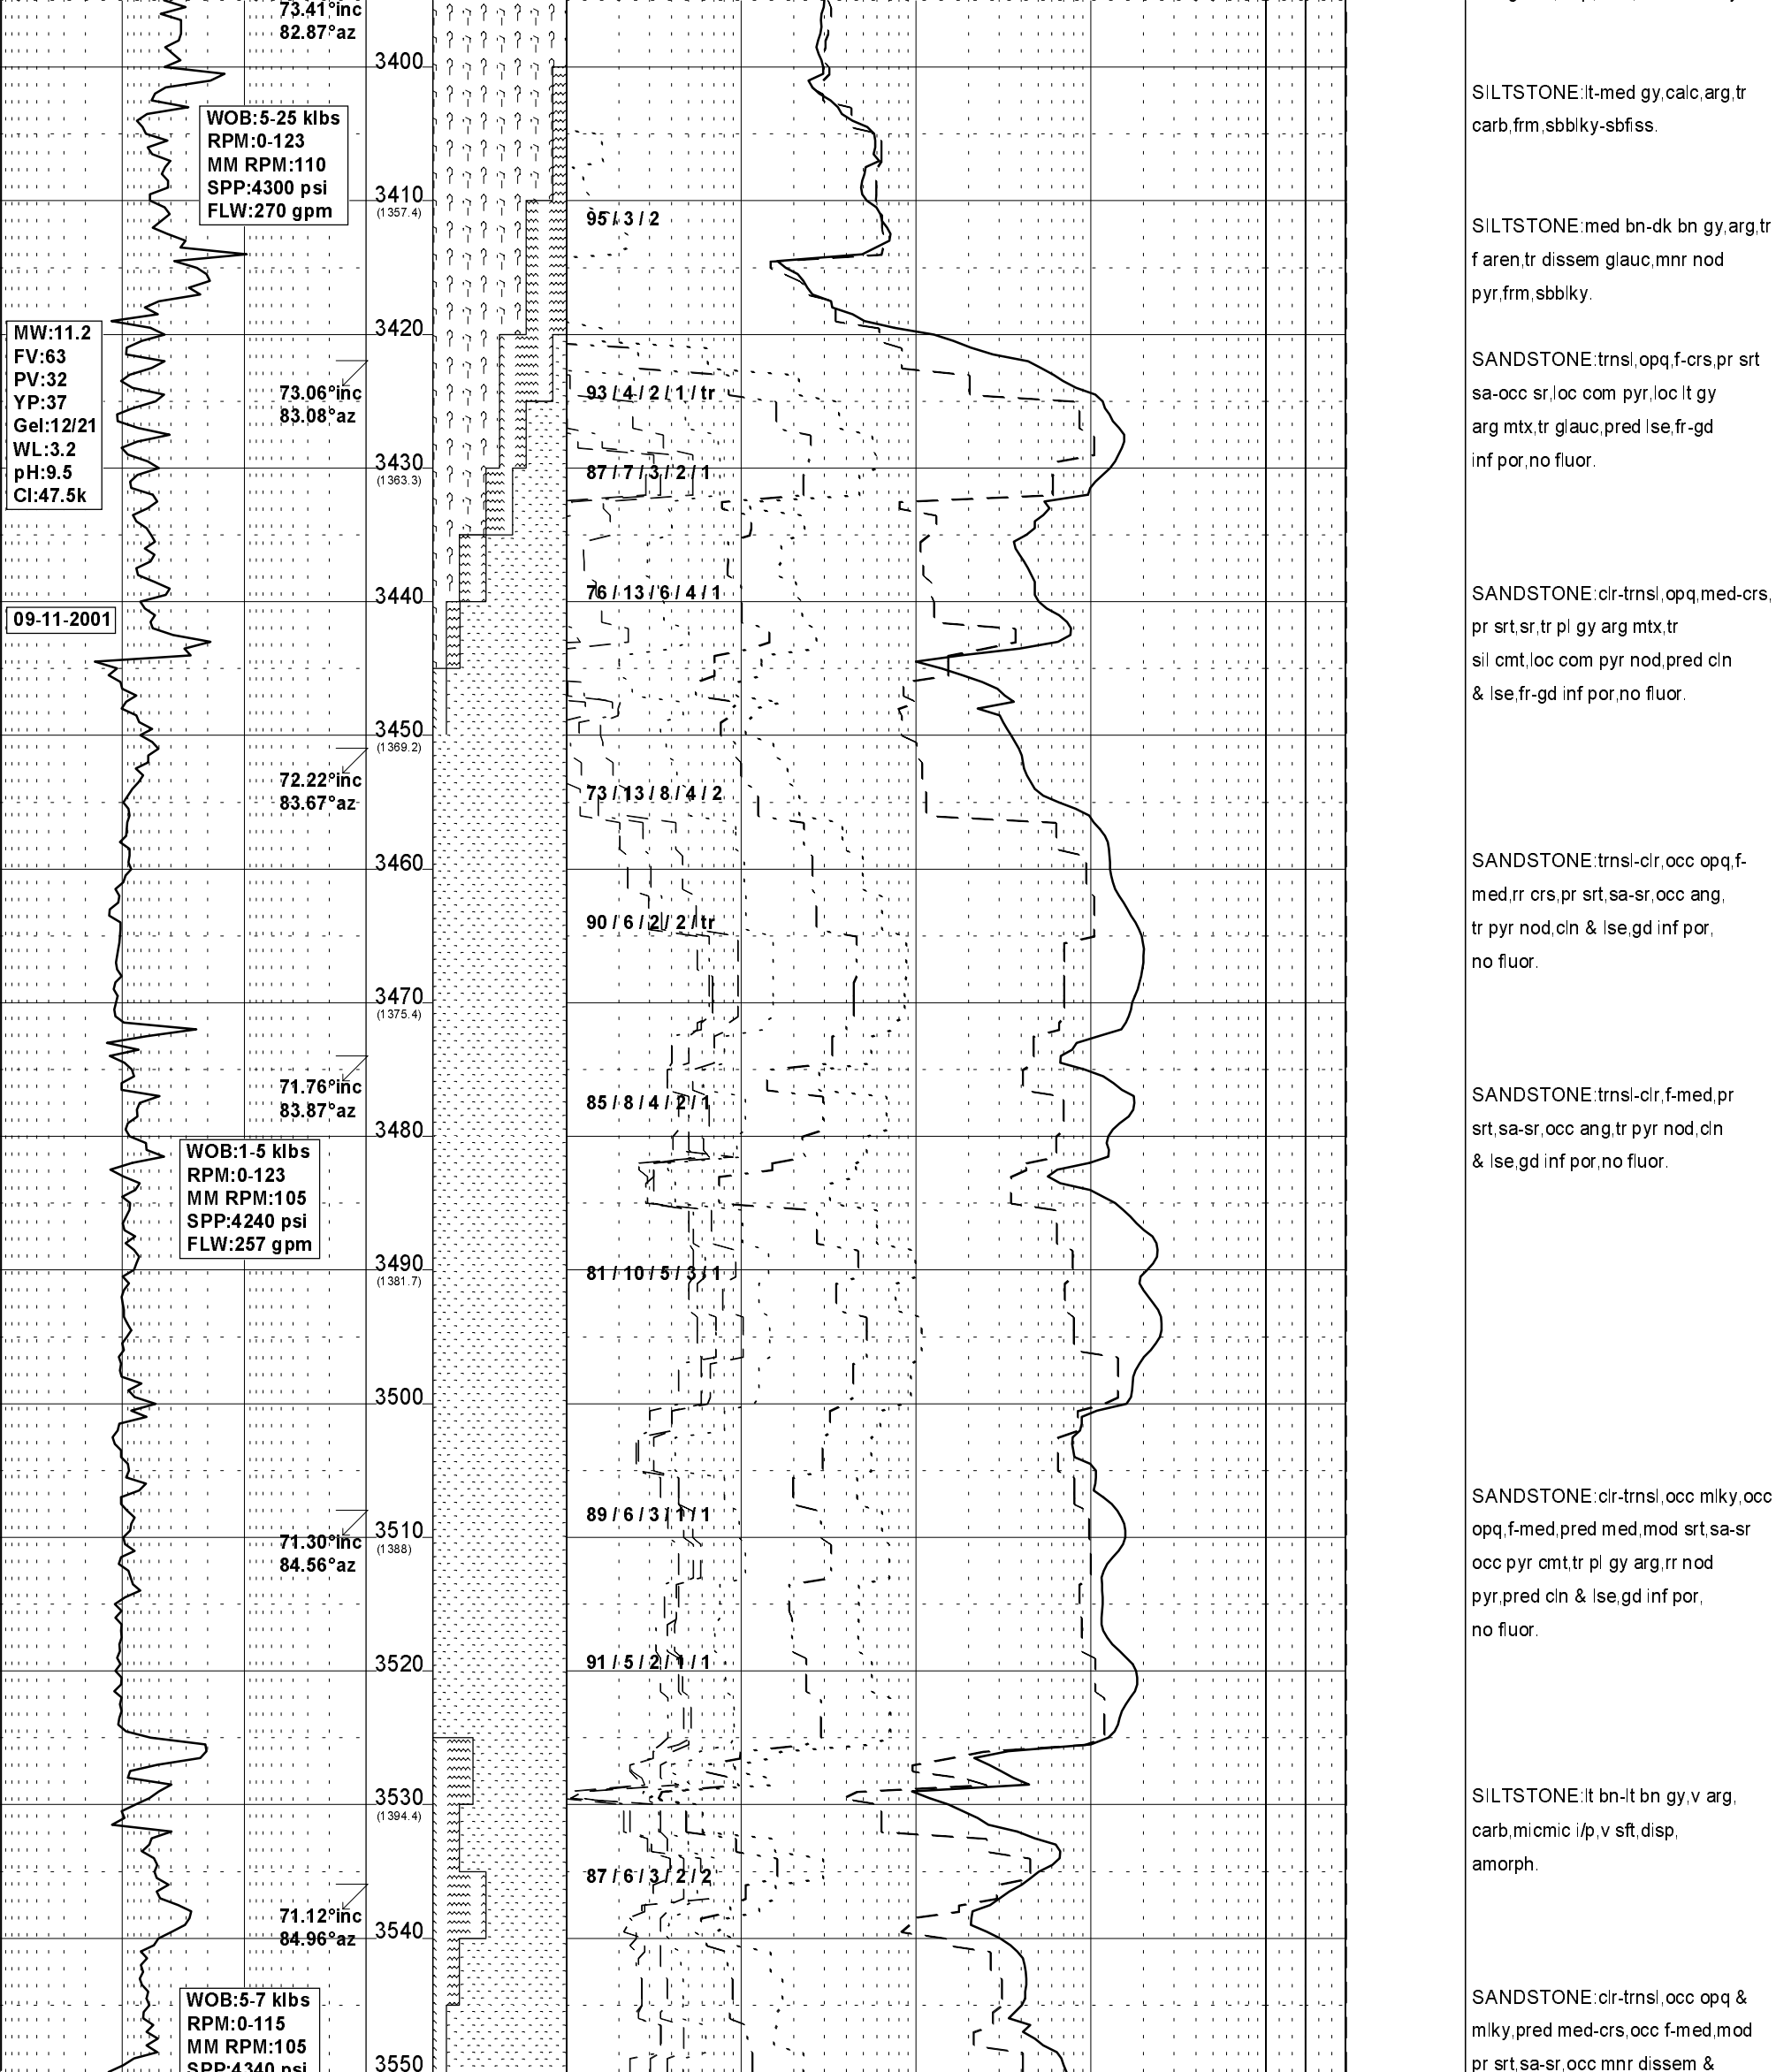 73.41°inc
82.87°az
3400
SILTSTONE:lt-med gy,calc,arg,tr
carb,frm,sbblky-sbfiss.
WOB:5-25 klbs
RPM:0-123
MM RPM:110
SPP:4300 psi
FLW:270 gpm
3410
(1357.4)
95 / 3 / 2
SILTSTONE:med bn-dk bn gy,arg,tr
f aren,tr dissem glauc,mnr nod
pyr,frm,sbblky.
MW:11.2
FV:63
PV:32
YP:37
Gel:12/21
WL:3.2
pH:9.5
Cl:47.5k
3420
73.06°inc
83.08°az
93 / 4 / 2 / 1 / tr
SANDSTONE:trnsl,opq,f-crs,pr srt
sa-occ sr,loc com pyr,loc lt gy
arg mtx,tr glauc,pred lse,fr-gd
inf por,no fluor.
3430
(1363.3)
87 / 7 / 3 / 2 / 1
3440
76 / 13 / 6 / 4 / 1
09-11-2001
SANDSTONE:clr-trnsl,opq,med-crs,
pr srt,sr,tr pl gy arg mtx,tr
sil cmt,loc com pyr nod,pred cln
& lse,fr-gd inf por,no fluor.
3450
(1369.2)
72.22°inc
83.67°az
73 / 13 / 8 / 4 / 2
3460
SANDSTONE:trnsl-clr,occ opq,f-
med,rr crs,pr srt,sa-sr,occ ang,
tr pyr nod,cln & lse,gd inf por,
no fluor.
90 / 6 / 2 / 2 / tr
3470
(1375.4)
71.76°inc
83.87°az
85 / 8 / 4 / 2 / 1
SANDSTONE:trnsl-clr,f-med,pr
srt,sa-sr,occ ang,tr pyr nod,cln
& lse,gd inf por,no fluor.
3480
WOB:1-5 klbs
RPM:0-123
MM RPM:105
SPP:4240 psi
FLW:257 gpm
3490
(1381.7)
81 / 10 / 5 / 3 / 1
3500
SANDSTONE:clr-trnsl,occ mlky,occ
opq,f-med,pred med,mod srt,sa-sr
occ pyr cmt,tr pl gy arg,rr nod
pyr,pred cln & lse,gd inf por,
no fluor.
89 / 6 / 3 / 1 / 1
3510
(1388)
71.30°inc
84.56°az
3520
91 / 5 / 2 / 1 / 1
3530
(1394.4)
SILTSTONE:lt bn-lt bn gy,v arg,
carb,micmic i/p,v sft,disp,
amorph.
87 / 6 / 3 / 2 / 2
71.12°inc
84.96°az
3540
WOB:5-7 klbs
RPM:0-115
MM RPM:105
SPP:4340 psi
SANDSTONE:clr-trnsl,occ opq &
mlky,pred med-crs,occ f-med,mod
pr srt,sa-sr,occ mnr dissem &
3550